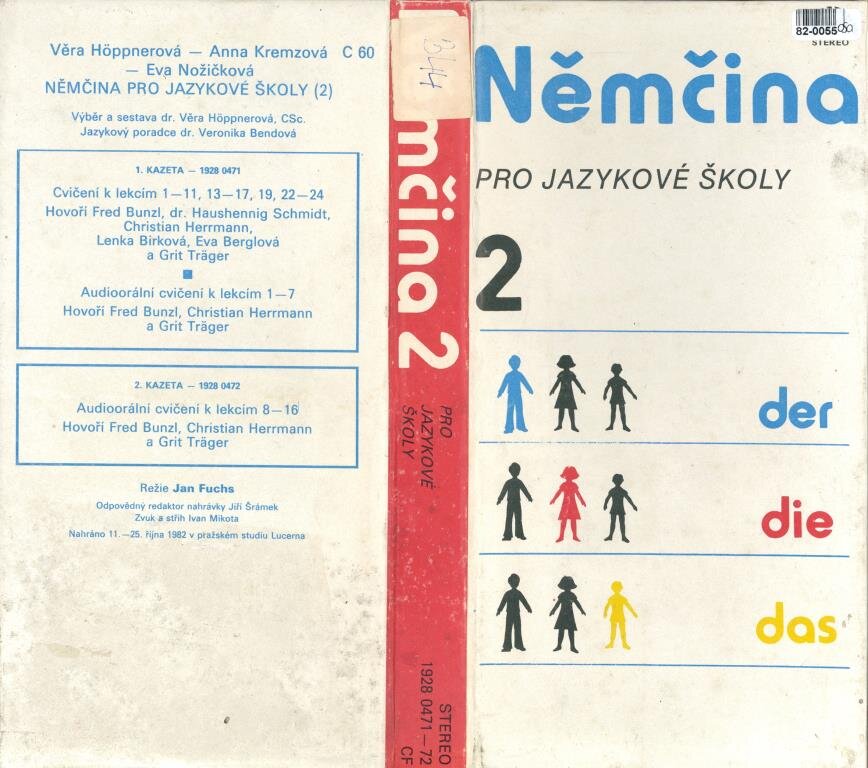 Věra Höppnerová — Anna Kremzová C 60
— Eva Nožičková
NĚMČINA PRO JAZYKOVÉ ŠKOLY (2)
Výběr a sestava dr. Věra Höppnerová, CSc.
Jazykový poradce dr. Veronika Bendová
1. KAZETA — 1928 0471
Cvičení k lekcím 1—11, 13—17, 19, 22—24
Hovoří Fred Bunzl, dr. Haushennig Schmidt,
Christian Herrmann,
Lenka Birková, Eva Berglová
a Grit Träger
Audioorální cvičení k lekcím 1—7
Hovoří Fred Bunzl, Christian Herrmann
a Grit Träger
2. KAZETA — 1928 0472
Audioorální cvičení k lekcím 8—16
Hovoří Fred Bunzl, Christian Herrmann
a Grit Träger
Režie Jan Fuchs
Odpovědný redaktor nahrávky Jiří Šrámek
Zvuk a střih Ivan Mikota
Nahráno 11.—25. října 1982 v pražském studiu Lucerna
B44
mčina 2
PRO
JAZYKOVÉ
ŠKOLY
STEREO
1928 0471—72
CF
82-0055
STEREO
Němčina
PRO JAZYKOVÉ ŠKOLY
2
der
die
das